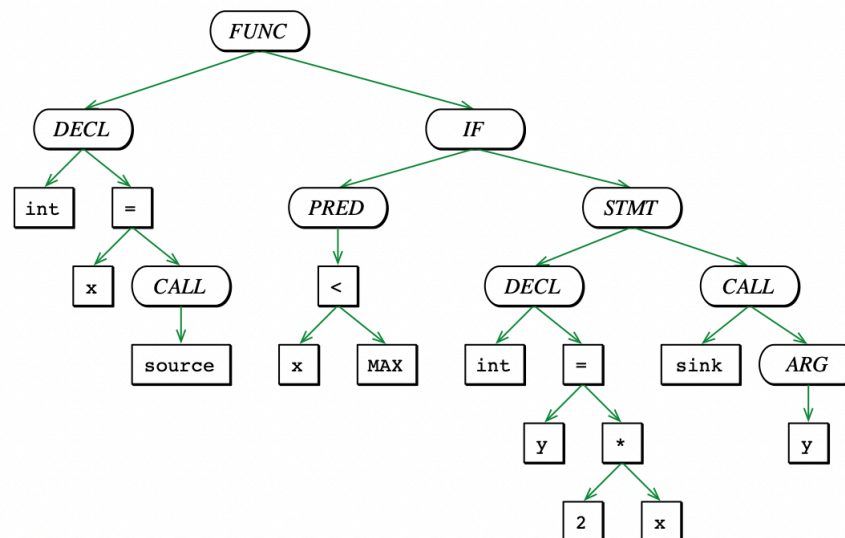 FUNC
DECL IF
int = PRED STMT
x CALL < DECL CALL
source x MAX int = sink ARG
y * y
2 x